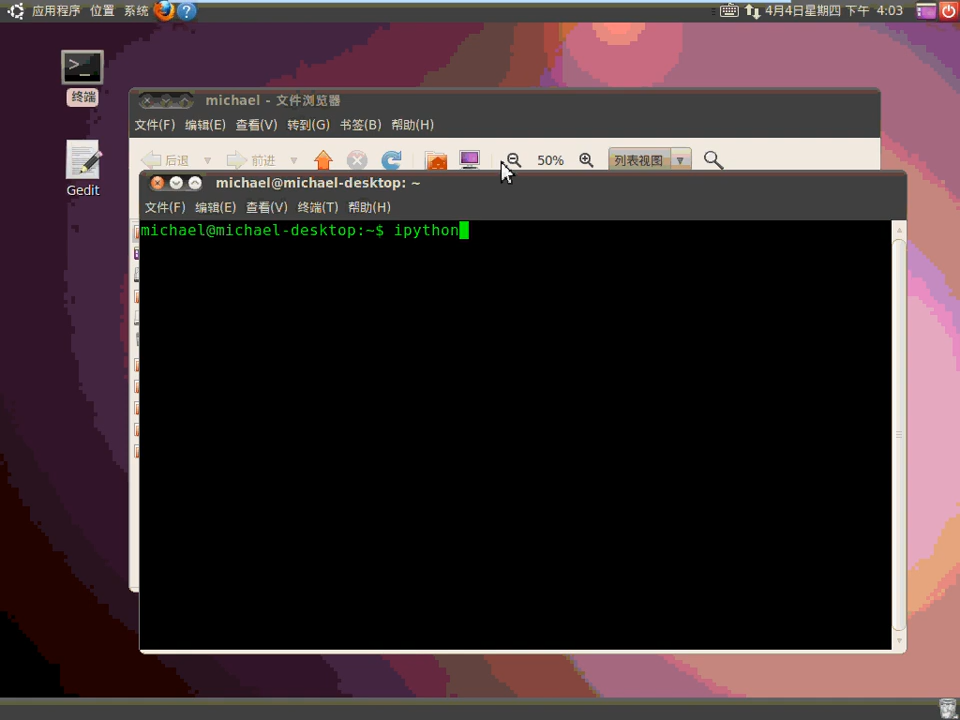 应用程序 位置 系统 4月4日星期四 下午 4:03
终端
Gedit
michael - 文件浏览器
文件(F) 编辑(E) 查看(V) 转到(G) 书签(B) 帮助(H)
后退 前进 50% 列表视图
michael@michael-desktop: ~
文件(F) 编辑(E) 查看(V) 终端(T) 帮助(H)
michael@michael-desktop:~$ ipython